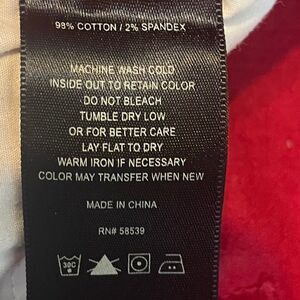 98% COTTON / 2% SPANDEX
MACHINE WASH COLD
INSIDE OUT TO RETAIN COLOR
DO NOT BLEACH
TUMBLE DRY LOW
OR FOR BETTER CARE
LAY FLAT TO DRY
WARM IRON IF NECESSARY
COLOR MAY TRANSFER WHEN NEW
MADE IN CHINA
RN# 58539
30C